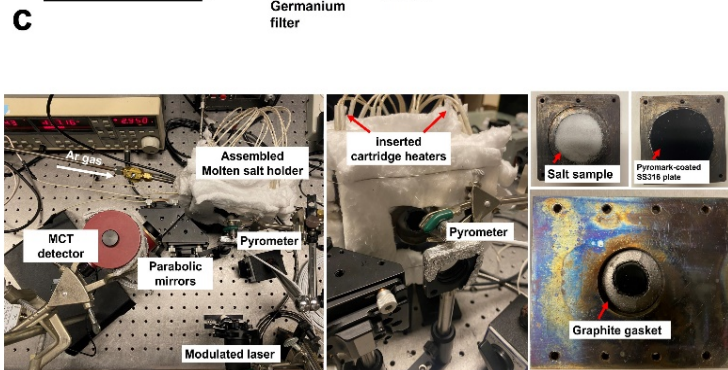 Germanium
filter
C
Ar gas
Assembled
Molten salt holder
MCT
detector
Parabolic
mirrors
Pyrometer
Modulated laser
inserted
cartridge heaters
Pyrometer
Salt sample
Pyromark-coated
SS316 plate
Graphite gasket